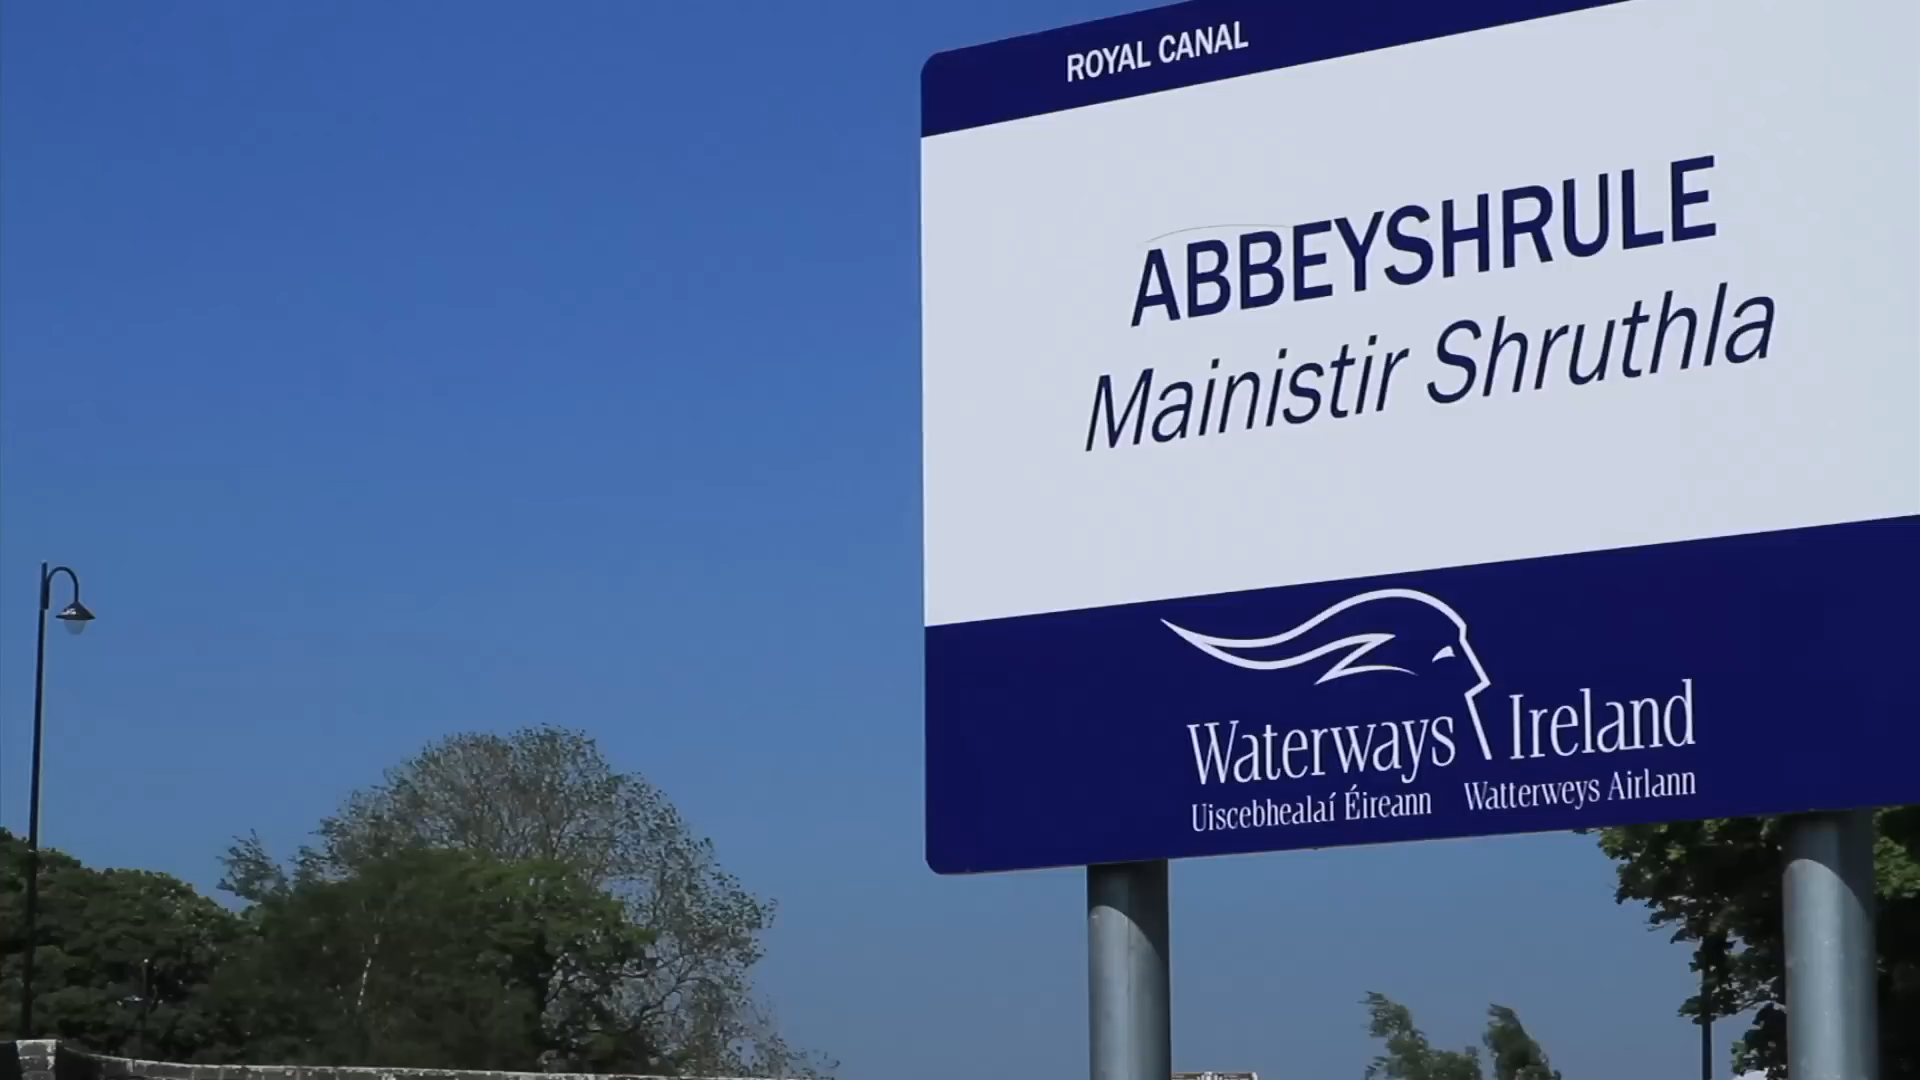 ROYAL CANAL
ABBEYSHRULE
Mainistir Shruthla
Waterways Ireland
Uiscebhealaí Éireann Watterweys Airlann